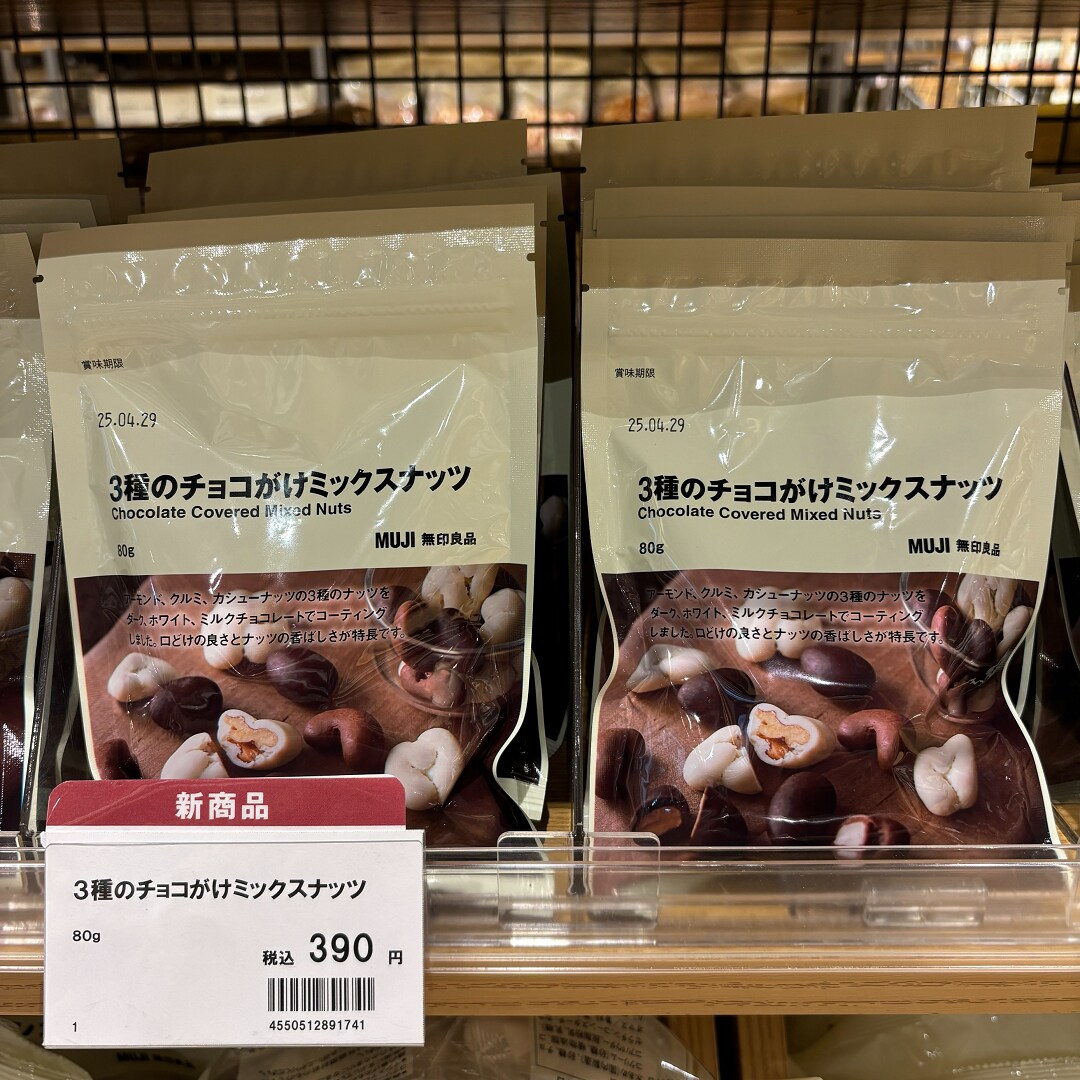 賞味期限
25.04.29
3種のチョコがけミックスナッツ
Chocolate Covered Mixed Nuts
80g
MUJI 無印良品
アーモンド、クルミ、カシューナッツの3種のナッツを
ダーク、ホワイト、ミルクチョコレートでコーティング
しました。口どけの良さとナッツの香ばしさが特長です。
賞味期限
25.04.29
3種のチョコがけミックスナッツ
Chocolate Covered Mixed Nuts
80g
MUJI 無印良品
アーモンド、クルミ、カシューナッツの3種のナッツを
ダーク、ホワイト、ミルクチョコレートでコーティング
しました。口どけの良さとナッツの香ばしさが特長です。
新商品
3種のチョコがけミックスナッツ
80g
税込 390 円
4550512891741
1
MUJI 無印良品